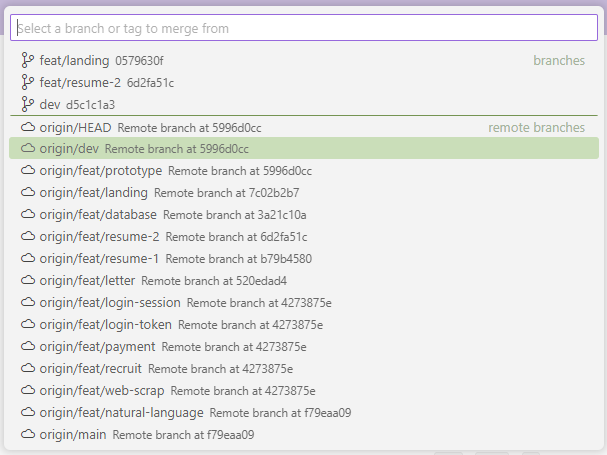 Select a branch or tag to merge from
feat/landing 0579630f branches
feat/resume-2 6d2fa51c
dev d5c1c1a3
origin/HEAD Remote branch at 5996d0cc remote branches
origin/dev Remote branch at 5996d0cc
origin/feat/prototype Remote branch at 5996d0cc
origin/feat/landing Remote branch at 7c02b2b7
origin/feat/database Remote branch at 3a21c10a
origin/feat/resume-2 Remote branch at 6d2fa51c
origin/feat/resume-1 Remote branch at b79b4580
origin/feat/letter Remote branch at 520edad4
origin/feat/login-session Remote branch at 4273875e
origin/feat/login-token Remote branch at 4273875e
origin/feat/payment Remote branch at 4273875e
origin/feat/recruit Remote branch at 4273875e
origin/feat/web-scrap Remote branch at 4273875e
origin/feat/natural-language Remote branch at f79eaa09
origin/main Remote branch at f79eaa09